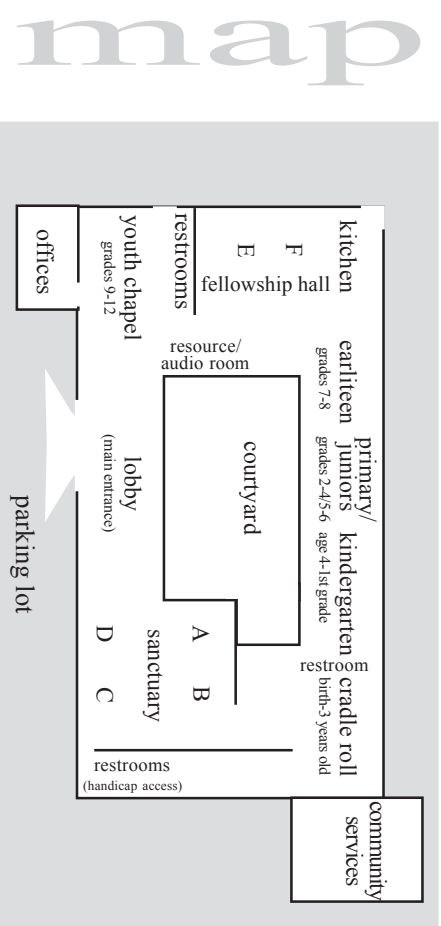 map
offices
youth chapel
grades 9-12
restrooms
E
F
fellowship hall
kitchen
resource/
audio room
earliteen
grades 7-8
courtyard
primary/
juniors
grades 2-4/5-6
kindergarten
age 4-1st grade
lobby
(main entrance)
parking lot
A
B
C
D
sanctuary
restroom
cradle roll
birth-3 years old
restrooms
(handicap access)
community
services